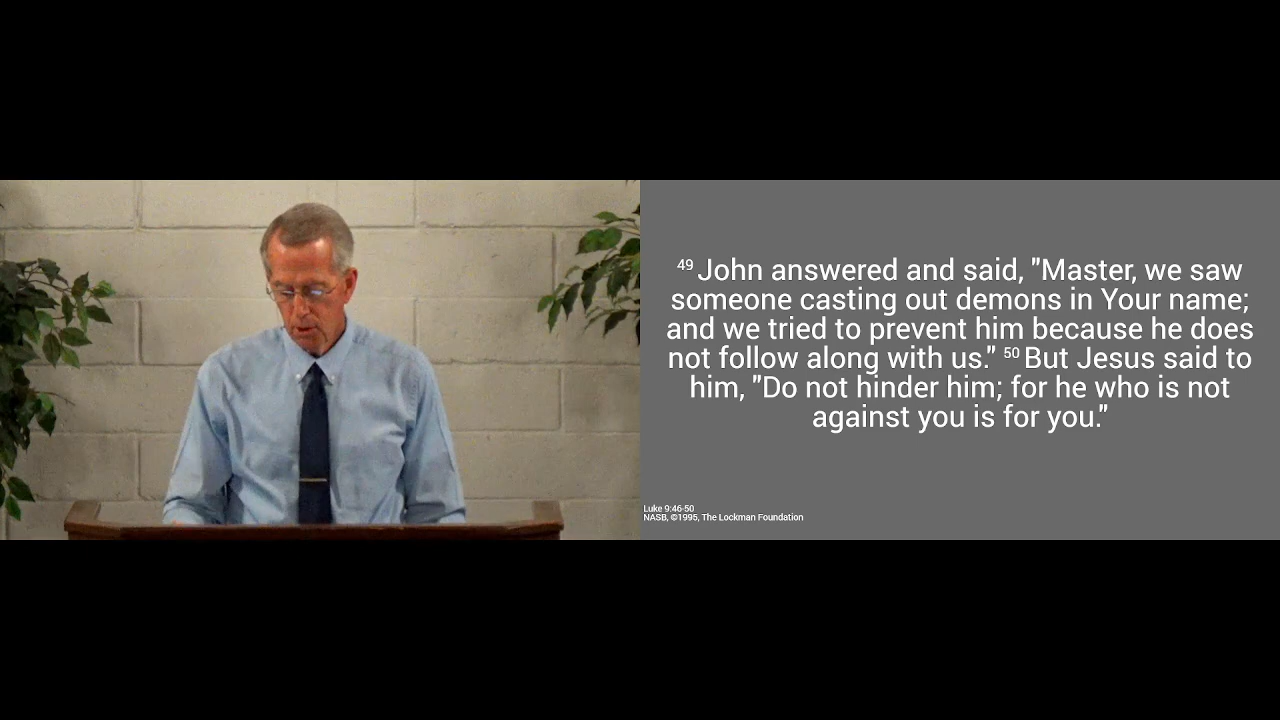 49 John answered and said, "Master, we saw
someone casting out demons in Your name;
and we tried to prevent him because he does
not follow along with us." 50 But Jesus said to
him, "Do not hinder him; for he who is not
against you is for you."
Luke 9:46-50
NASB, ©1995, The Lockman Foundation